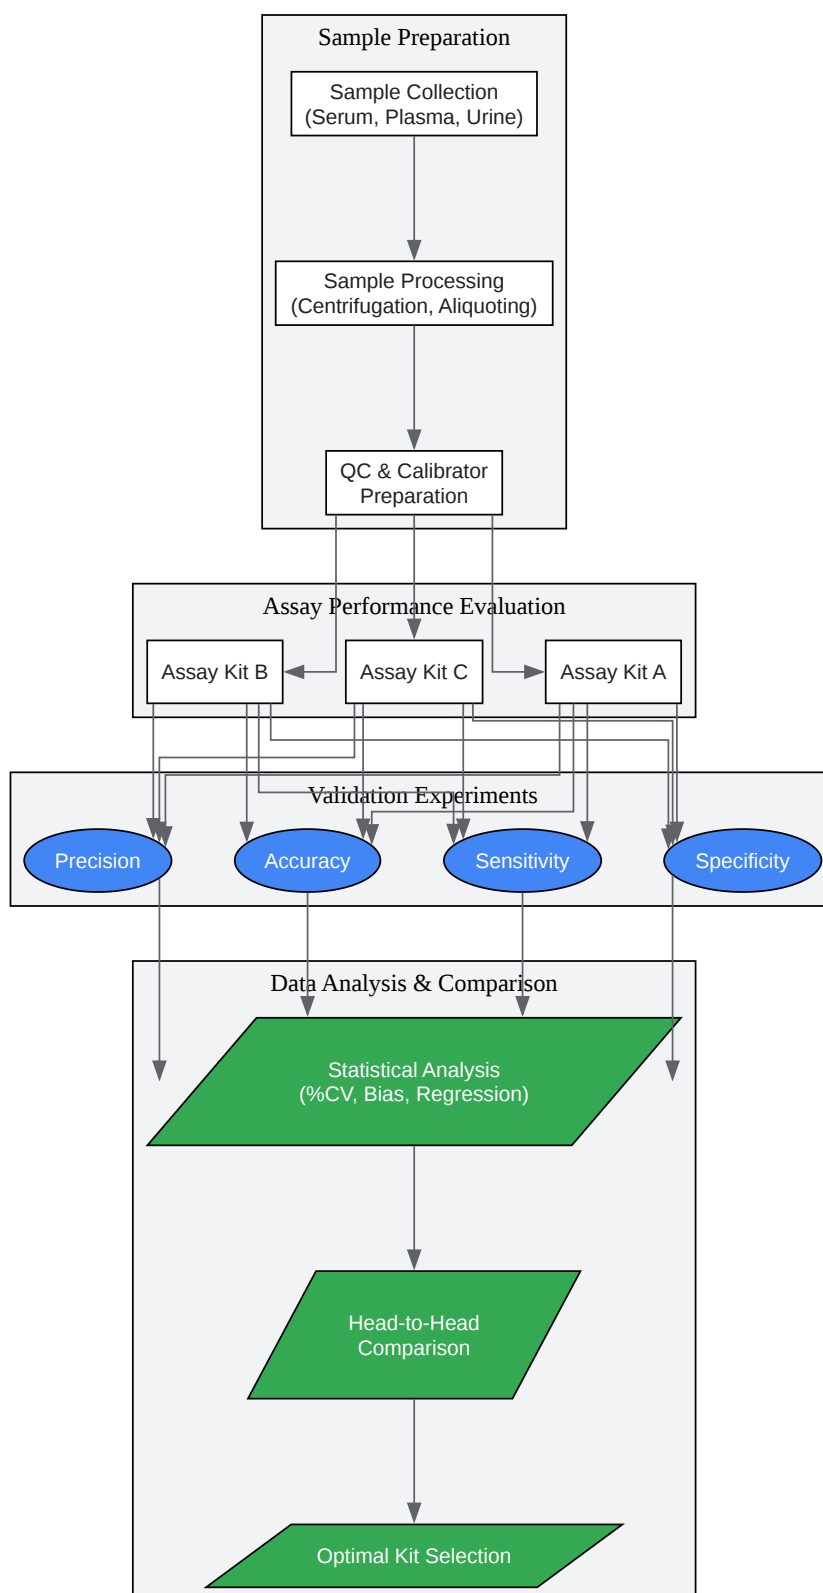 Sample Preparation
Sample Collection
(Serum, Plasma, Urine)
Sample Processing
(Centrifugation, Aliquoting)
QC & Calibrator
Preparation
Assay Performance Evaluation
Assay Kit B
Assay Kit C
Assay Kit A
Validation Experiments
Precision
Accuracy
Sensitivity
Specificity
Data Analysis & Comparison
Statistical Analysis
(%CV, Bias, Regression)
Head-to-Head
Comparison
Optimal Kit Selection